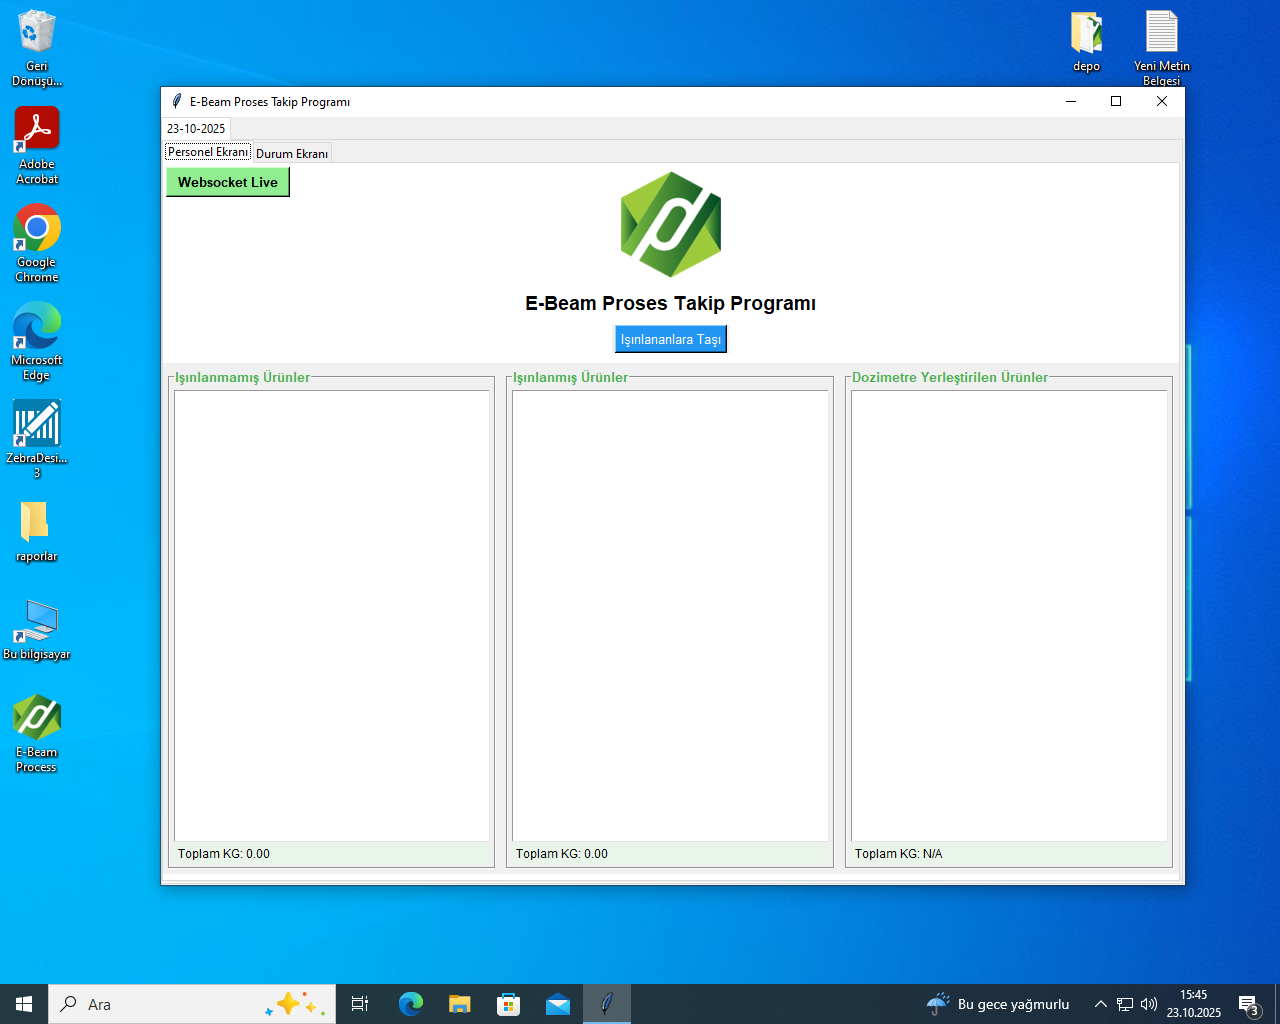 Geri
Dönüşü...
Adobe
Acrobat
Google
Chrome
Microsoft
Edge
ZebraDesi...
3
raporlar
Bu bilgisayar
E-Beam
Process
depo
Yeni Metin
Belgesi
E-Beam Proses Takip Programı
23-10-2025
Personel Ekranı
Durum Ekranı
Websocket Live
E-Beam Proses Takip Programı
Işınlananlara Taşı
Işınlanmamış Ürünler
Işınlanmış Ürünler
Dozimetre Yerleştirilen Ürünler
Toplam KG: 0.00
Toplam KG: 0.00
Toplam KG: N/A
Ara
Bu gece yağmurlu
15:45
23.10.2025
3